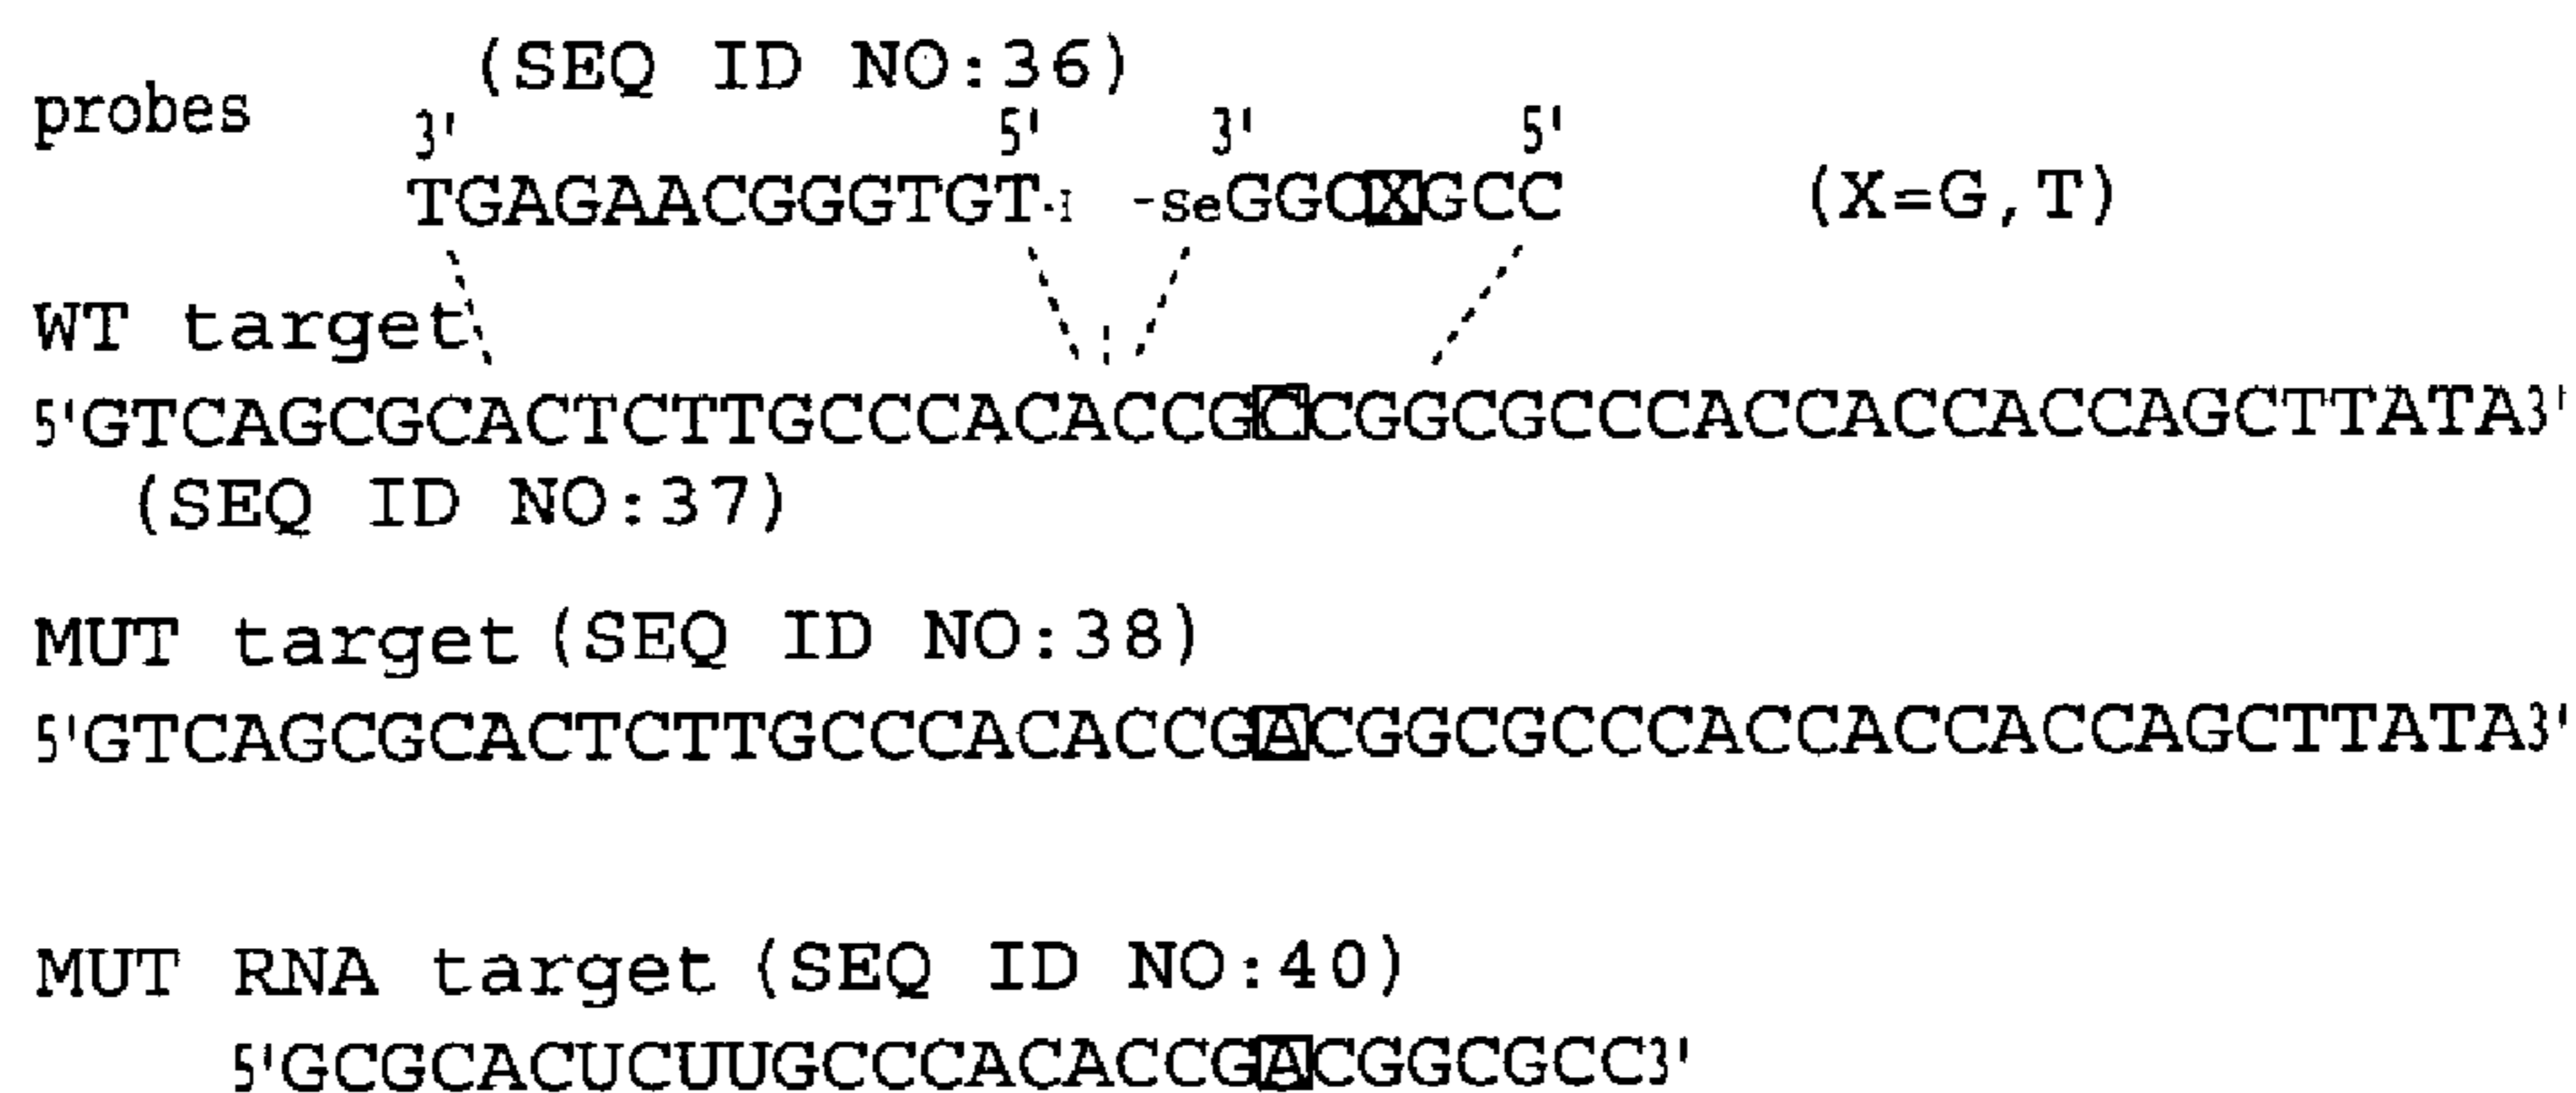 (SEQ ID NO:36)
probes
3' 5' 3' 5'
TGAGAACGGGTGT-I -SeGGCXGCC (X=G,T)
WT target
5'GTCAGCGCACTCTTGCCCACACCGCCGGCGCCCACCACCACCAGCTTATA3'
(SEQ ID NO:37)
MUT target (SEQ ID NO:38)
5'GTCAGCGCACTCTTGCCCACACCGACGGCGCCCACCACCACCAGCTTATA3'
MUT RNA target (SEQ ID NO:40)
5'GCGCACUCUUGCCCACACCGACGGCGCC3'